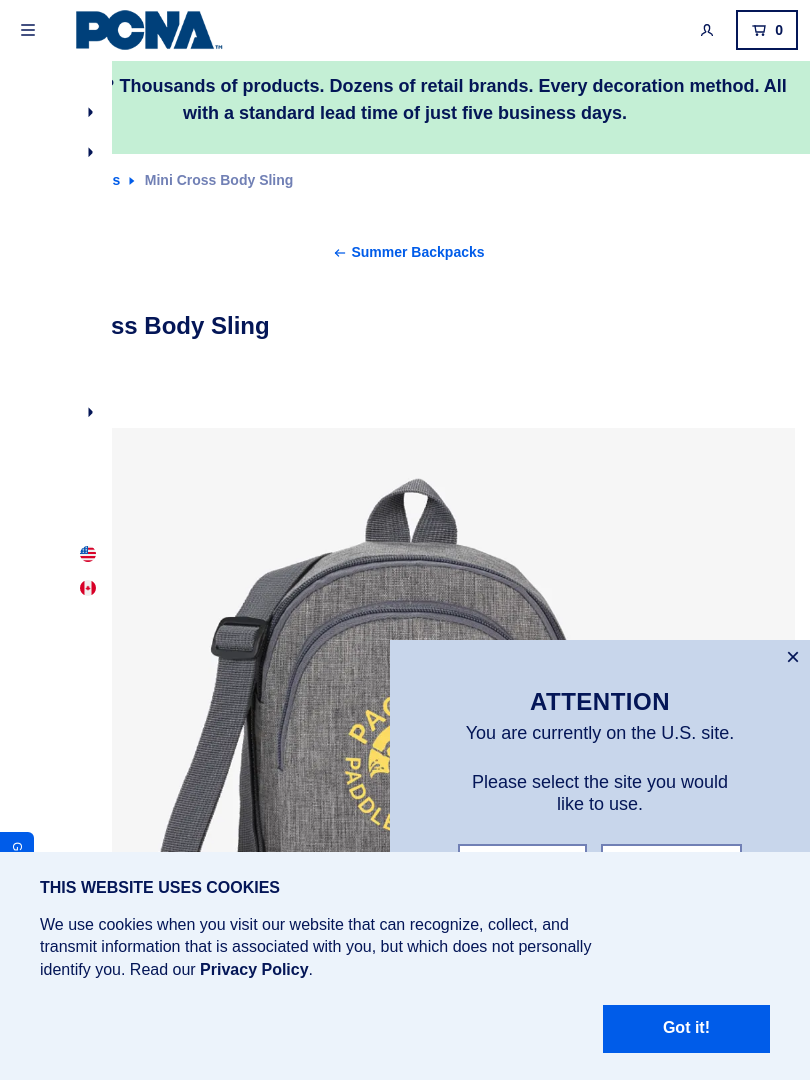 PCNA™
0
Thousands of products. Dozens of retail brands. Every decoration method. All
with a standard lead time of just five business days.
Mini Cross Body Sling
Summer Backpacks
Body Sling
ATTENTION
You are currently on the U.S. site.
Please select the site you would
like to use.
PADDLE
G
THIS WEBSITE USES COOKIES
We use cookies when you visit our website that can recognize, collect, and
transmit information that is associated with you, but which does not personally
identify you. Read our Privacy Policy.
Got it!